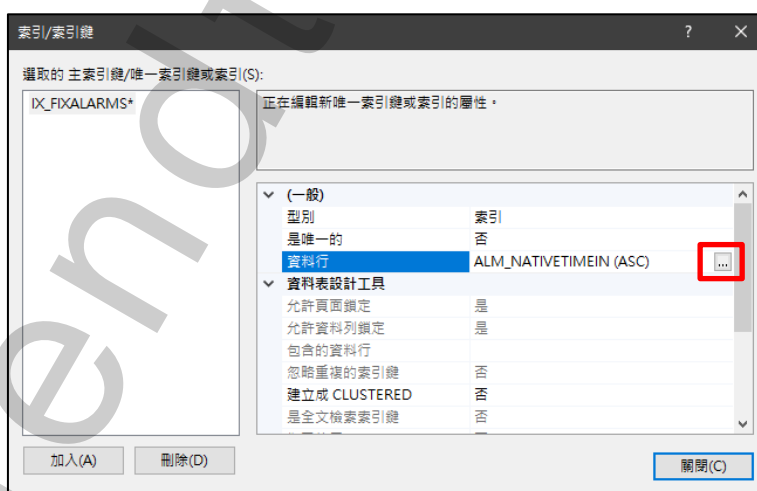 索引/索引鍵
? ×
選取的 主索引鍵/唯一索引鍵或索引(S):
IX_FIXALARMS*
正在編輯新唯一索引鍵或索引的屬性。
(一般)
型別 索引
是唯一的 否
資料行 ALM_NATIVETIMEIN (ASC) ...
資料表設計工具
允許頁面鎖定 是
允許資料列鎖定 是
包含的資料行
忽略重複的索引鍵 否
建立成 CLUSTERED 否
是全文檢索索引鍵 否
加入(A) 刪除(D)
關閉(C)